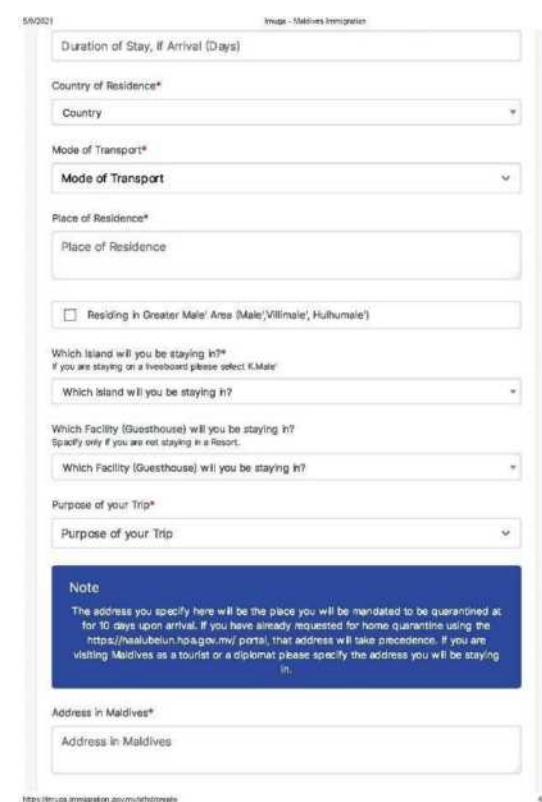 5/9/2021 Imuga - Maldives Immigration
Duration of Stay, if Arrival (Days)
Country of Residence*
Country
Mode of Transport*
Mode of Transport
Place of Residence*
Place of Residence
Residing in Greater Male' Area (Male',Villimale', Hulhumale')
Which Island will you be staying in?*
If you are staying on a liveaboard please select K.Male'
Which Island will you be staying in?
Which Facility (Guesthouse) will you be staying in?
Specify only if you are not staying in a Resort.
Which Facility (Guesthouse) will you be staying in?
Purpose of your Trip*
Purpose of your Trip
Note
The address you specify here will be the place you will be mandated to be quarantined at
for 10 days upon arrival. If you have already requested for home quarantine using the
https://haalubelun.hpa.gov.mv/ portal, that address will take precedence. If you are
visiting Maldives as a tourist or a diplomat please specify the address you will be staying
in.
Address in Maldives*
Address in Maldives